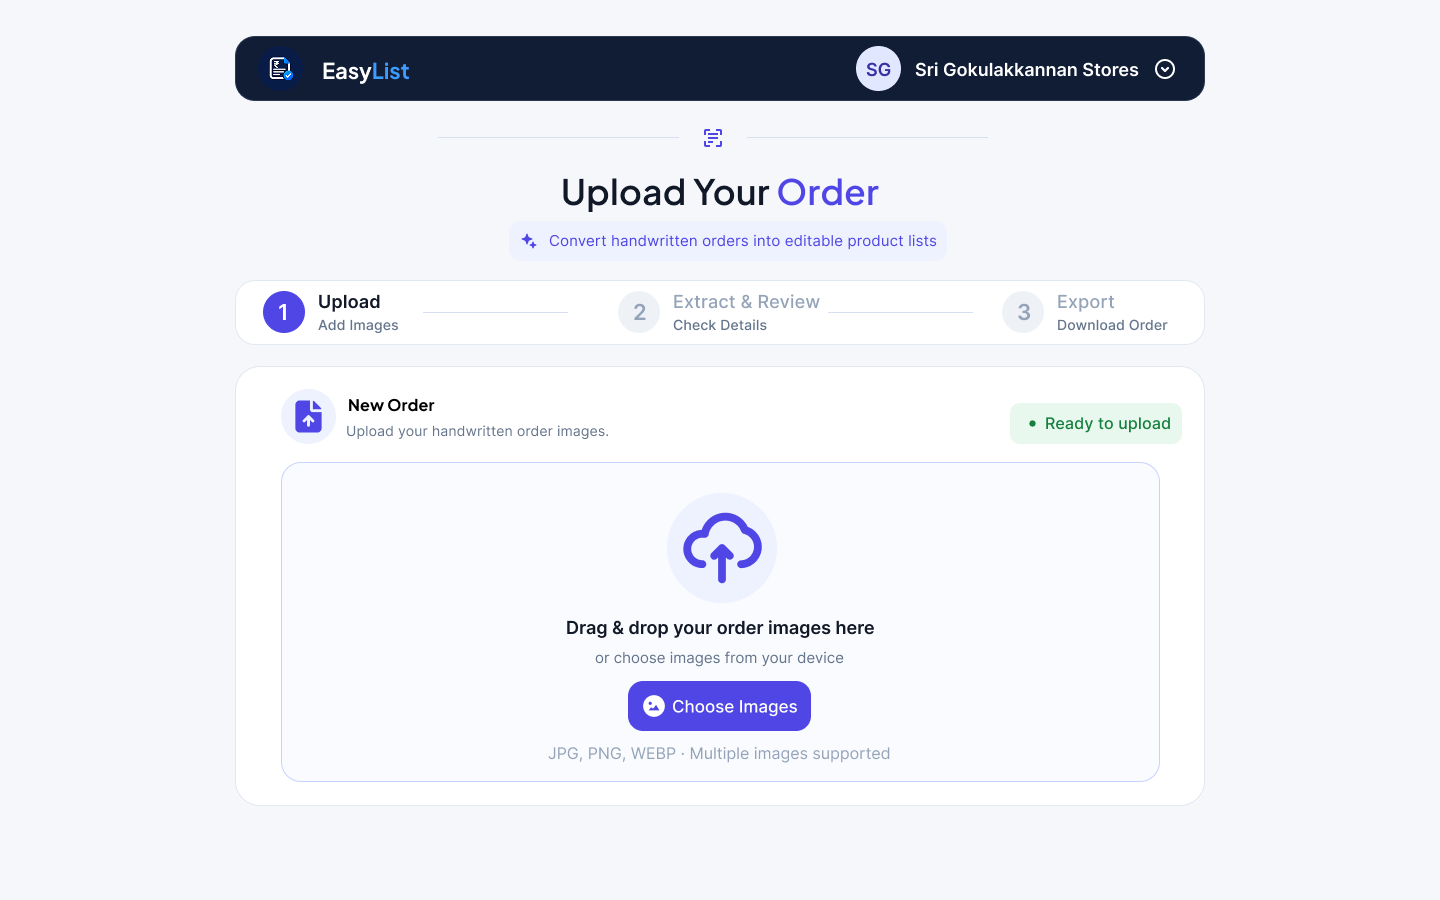 EasyList
SG
Sri Gokulakkannan Stores
Upload Your Order
Convert handwritten orders into editable product lists
1
Upload
Add Images
2
Extract & Review
Check Details
3
Export
Download Order
New Order
Upload your handwritten order images.
• Ready to upload
Drag & drop your order images here
or choose images from your device
Choose Images
JPG, PNG, WEBP · Multiple images supported